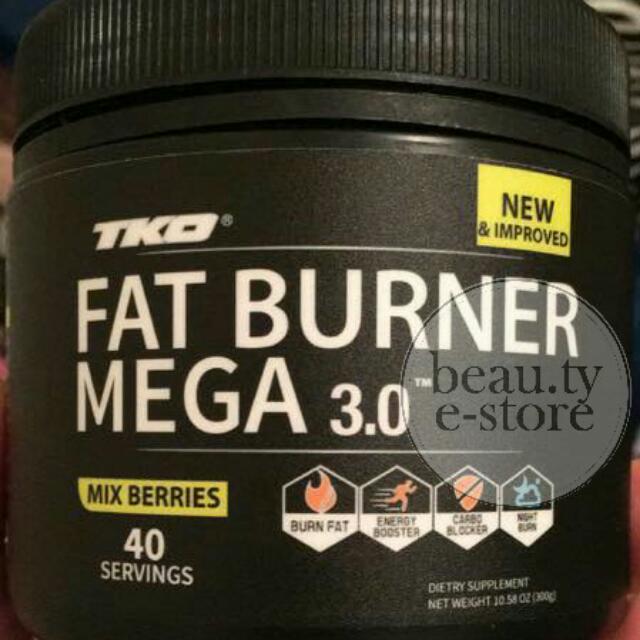 TKO®
NEW
& IMPROVED
FAT BURNER
MEGA 3.0™
beau.ty
e-store
MIX BERRIES
40
SERVINGS
BURN FAT
ENERGY
BOOSTER
CARBO
BLOCKER
NIGHT
BURN
DIETRY SUPPLEMENT
NET WEIGHT 10.58 OZ (300g)